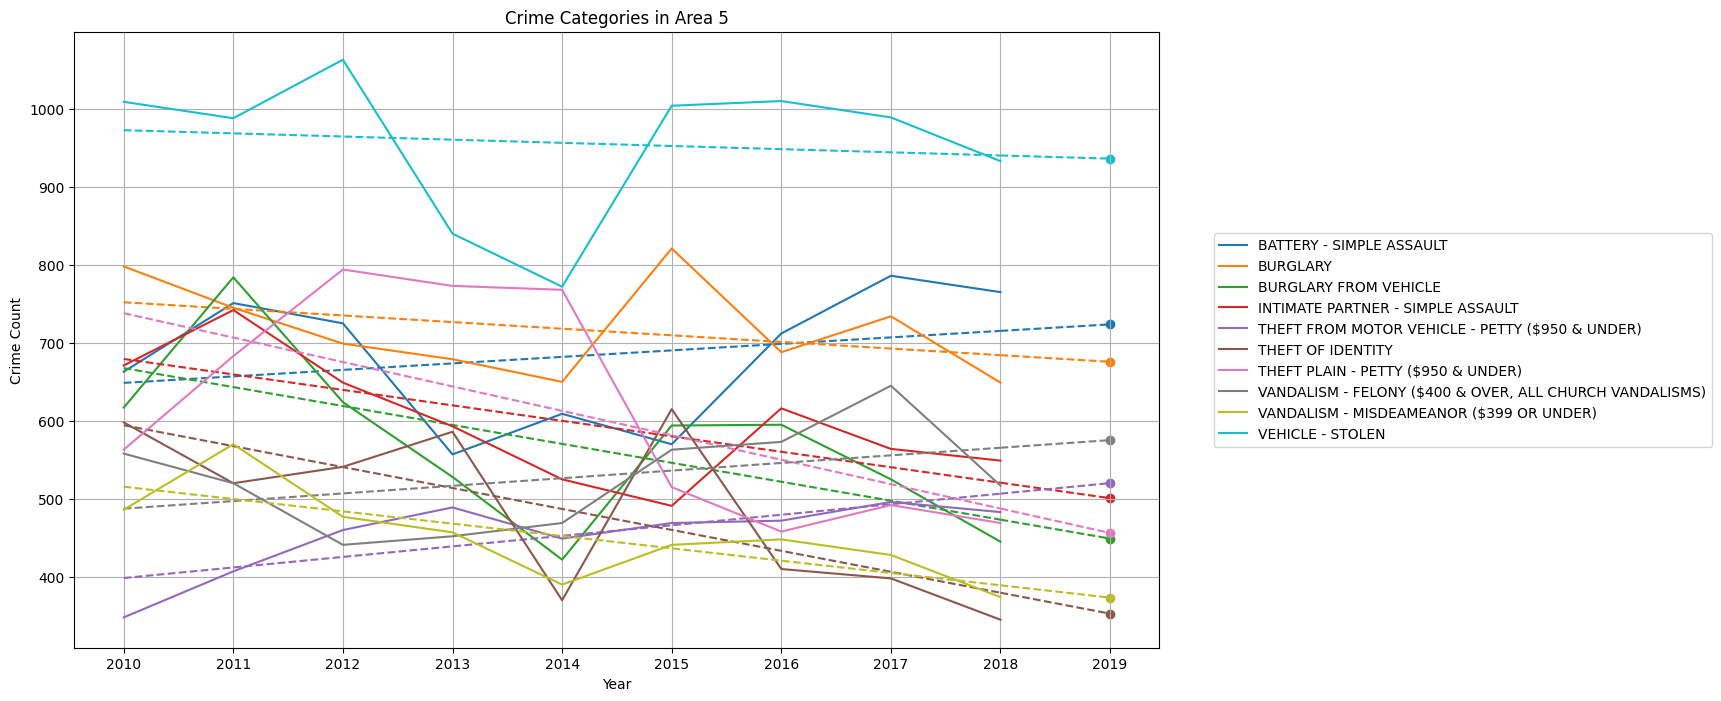 Crime Categories in Area 5
Crime Count
1000
900
800
700
600
500
400
2010 2011 2012 2013 2014 2015 2016 2017 2018 2019
Year
BATTERY - SIMPLE ASSAULT
BURGLARY
BURGLARY FROM VEHICLE
INTIMATE PARTNER - SIMPLE ASSAULT
THEFT FROM MOTOR VEHICLE - PETTY ($950 & UNDER)
THEFT OF IDENTITY
THEFT PLAIN - PETTY ($950 & UNDER)
VANDALISM - FELONY ($400 & OVER, ALL CHURCH VANDALISMS)
VANDALISM - MISDEAMEANOR ($399 OR UNDER)
VEHICLE - STOLEN